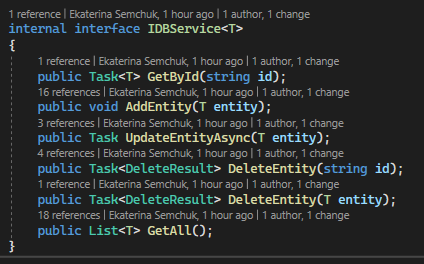 1 reference | Ekaterina Semchuk, 1 hour ago | 1 author, 1 change
internal interface IDBService<T>
{
1 reference | Ekaterina Semchuk, 1 hour ago | 1 author, 1 change
public Task<T> GetById(string id);
16 references | Ekaterina Semchuk, 1 hour ago | 1 author, 1 change
public void AddEntity(T entity);
3 references | Ekaterina Semchuk, 1 hour ago | 1 author, 1 change
public Task UpdateEntityAsync(T entity);
4 references | Ekaterina Semchuk, 1 hour ago | 1 author, 1 change
public Task<DeleteResult> DeleteEntity(string id);
1 reference | Ekaterina Semchuk, 1 hour ago | 1 author, 1 change
public Task<DeleteResult> DeleteEntity(T entity);
18 references | Ekaterina Semchuk, 1 hour ago | 1 author, 1 change
public List<T> GetAll();
}